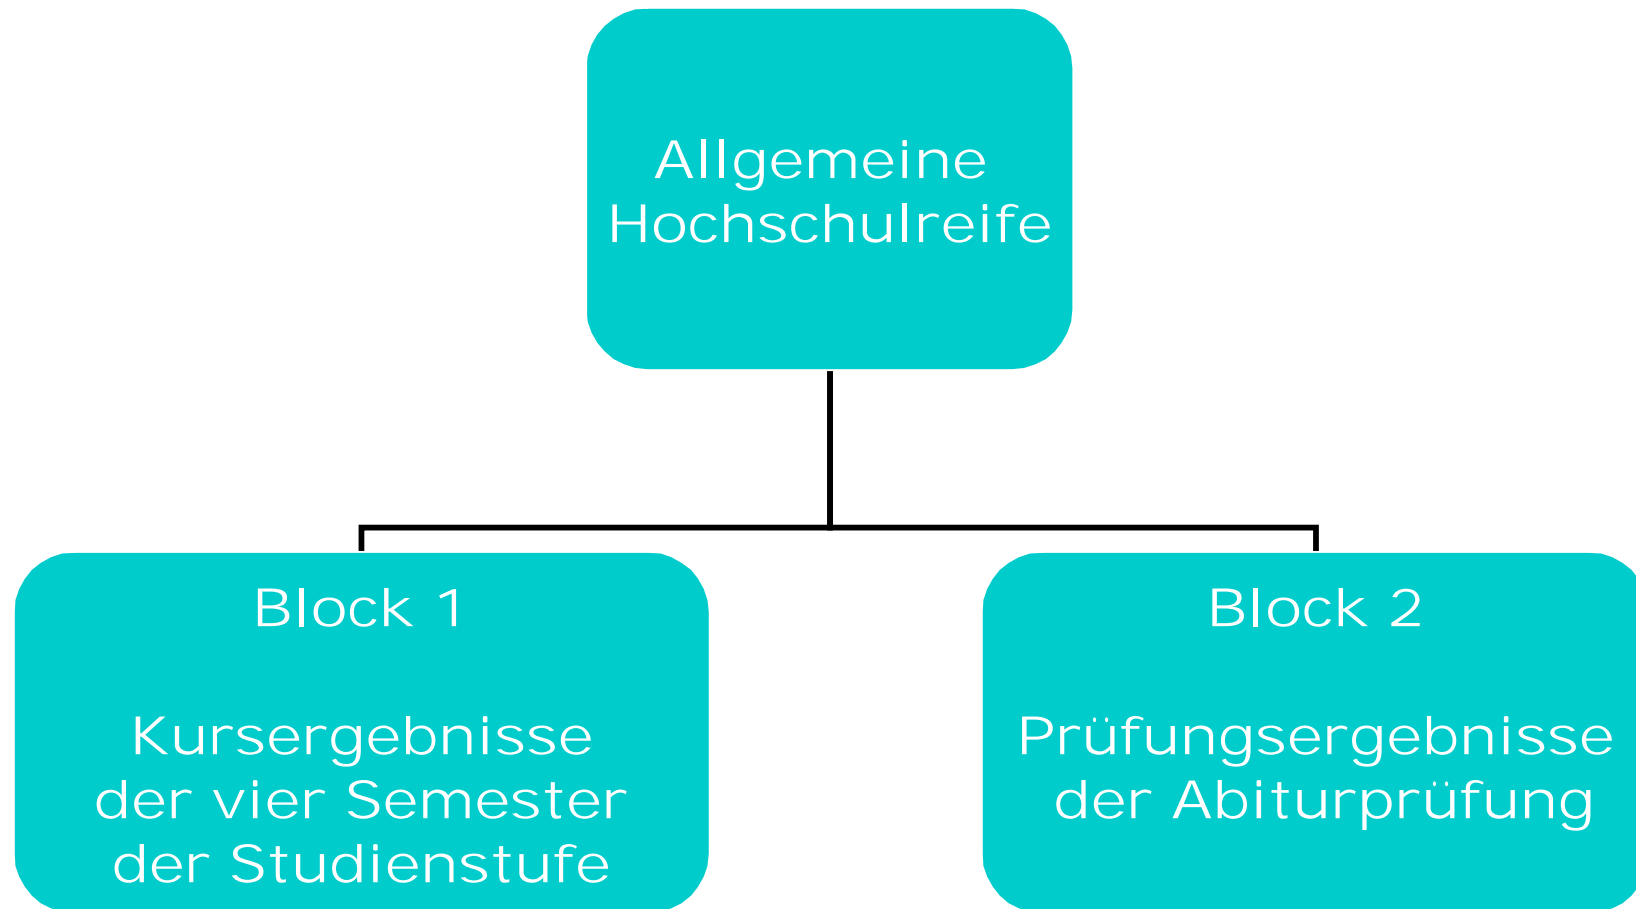 Allgemeine
Hochschulreife
Block 1
Kursergebnisse
der vier Semester
der Studienstufe
Block 2
Prüfungsergebnisse
der Abiturprüfung